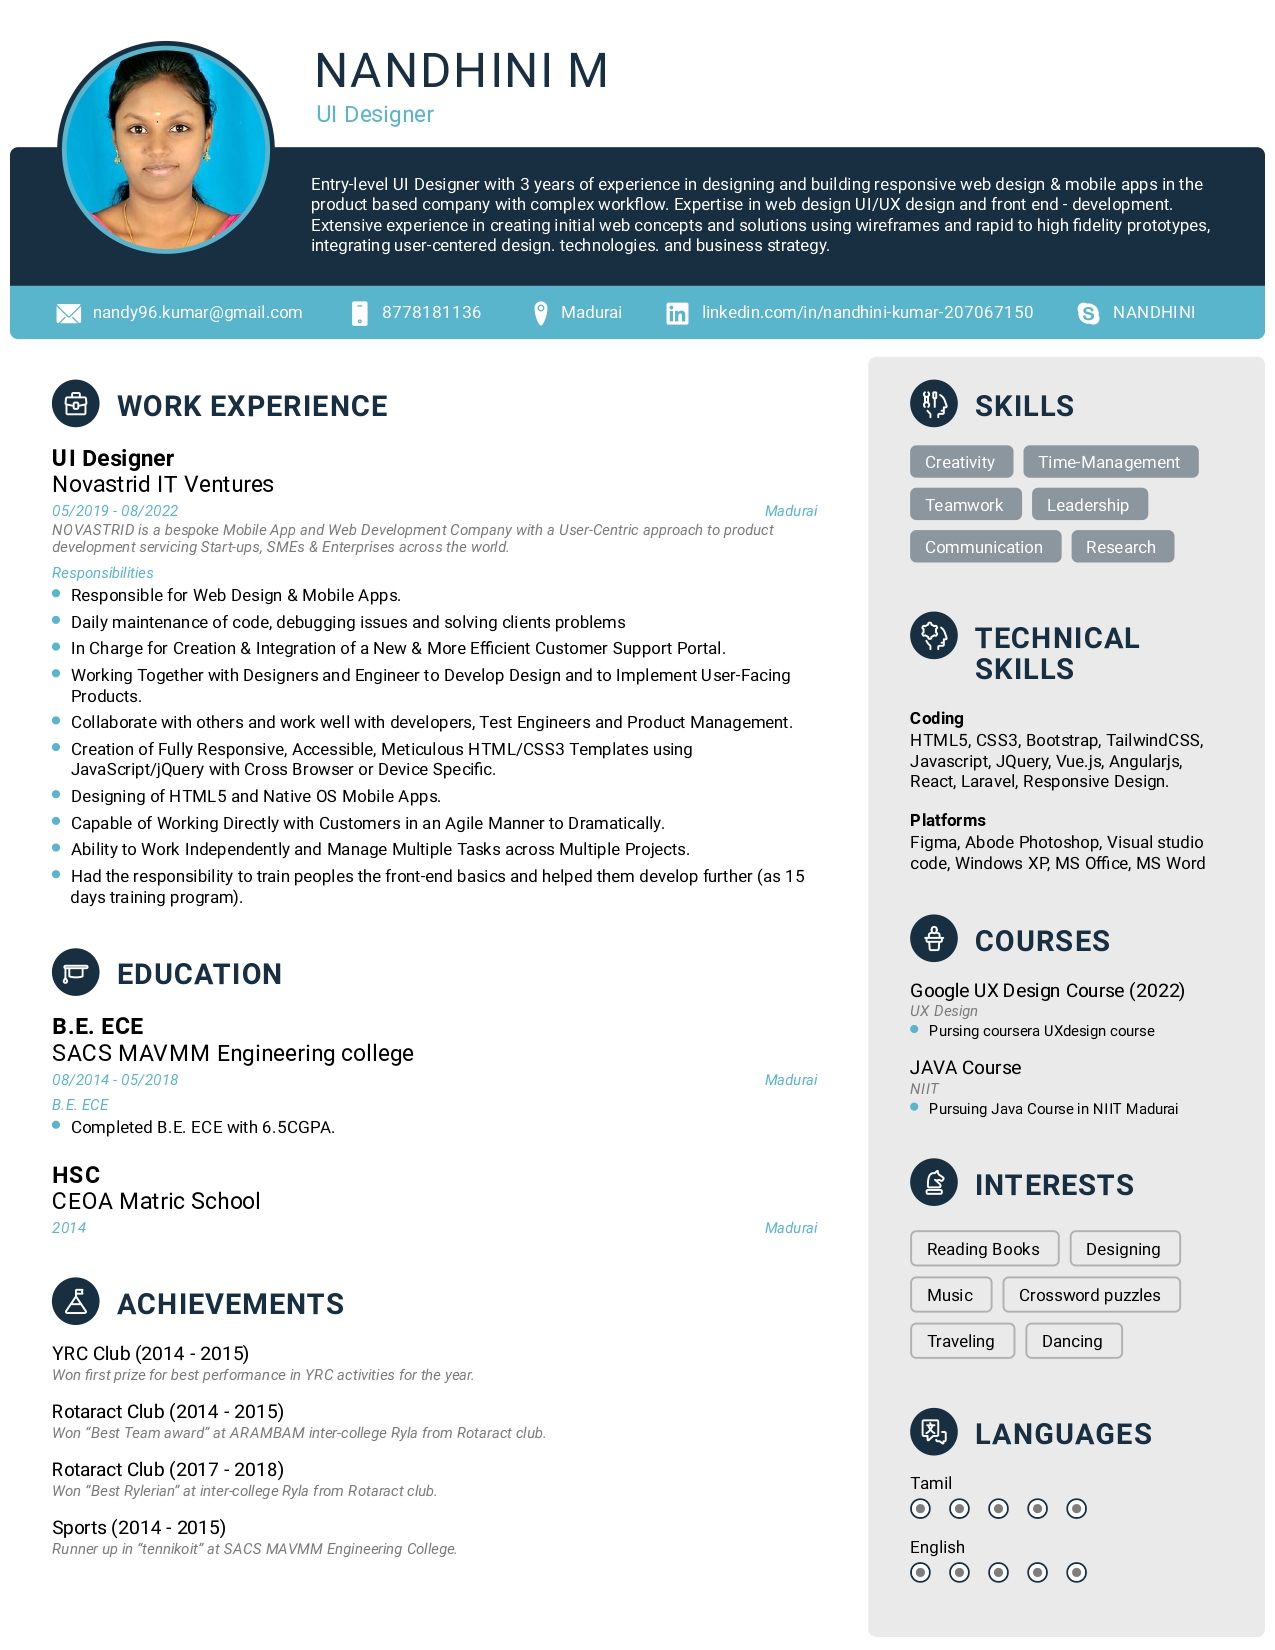 NANDHINI M
UI Designer
Entry-level UI Designer with 3 years of experience in designing and building responsive web design & mobile apps in the
product based company with complex workflow. Expertise in web design UI/UX design and front end - development.
Extensive experience in creating initial web concepts and solutions using wireframes and rapid to high fidelity prototypes,
integrating user-centered design. technologies. and business strategy.
nandy96.kumar@gmail.com
8778181136
Madurai
linkedin.com/in/nandhini-kumar-207067150
NANDHINI
WORK EXPERIENCE
UI Designer
Novastrid IT Ventures
05/2019 - 08/2022
Madurai
NOVASTRID is a bespoke Mobile App and Web Development Company with a User-Centric approach to product
development servicing Start-ups, SMEs & Enterprises across the world.
Responsibilities
Responsible for Web Design & Mobile Apps.
Daily maintenance of code, debugging issues and solving clients problems
In Charge for Creation & Integration of a New & More Efficient Customer Support Portal.
Working Together with Designers and Engineer to Develop Design and to Implement User-Facing
Products.
Collaborate with others and work well with developers, Test Engineers and Product Management.
Creation of Fully Responsive, Accessible, Meticulous HTML/CSS3 Templates using
JavaScript/jQuery with Cross Browser or Device Specific.
Designing of HTML5 and Native OS Mobile Apps.
Capable of Working Directly with Customers in an Agile Manner to Dramatically.
Ability to Work Independently and Manage Multiple Tasks across Multiple Projects.
Had the responsibility to train peoples the front-end basics and helped them develop further (as 15
days training program).
EDUCATION
B.E. ECE
SACS MAVMM Engineering college
08/2014 - 05/2018
Madurai
B.E. ECE
Completed B.E. ECE with 6.5CGPA.
HSC
CEOA Matric School
2014
Madurai
ACHIEVEMENTS
YRC Club (2014 - 2015)
Won first prize for best performance in YRC activities for the year.
Rotaract Club (2014 - 2015)
Won “Best Team award” at ARAMBAM inter-college Ryla from Rotaract club.
Rotaract Club (2017 - 2018)
Won “Best Rylerian” at inter-college Ryla from Rotaract club.
Sports (2014 - 2015)
Runner up in “tennikoit” at SACS MAVMM Engineering College.
SKILLS
Creativity
Time-Management
Teamwork
Leadership
Communication
Research
TECHNICAL
SKILLS
Coding
HTML5, CSS3, Bootstrap, TailwindCSS,
Javascript, JQuery, Vue.js, Angularjs,
React, Laravel, Responsive Design.
Platforms
Figma, Abode Photoshop, Visual studio
code, Windows XP, MS Office, MS Word
COURSES
Google UX Design Course (2022)
UX Design
Pursing coursera UXdesign course
JAVA Course
NIIT
Pursuing Java Course in NIIT Madurai
INTERESTS
Reading Books
Designing
Music
Crossword puzzles
Traveling
Dancing
LANGUAGES
Tamil
English